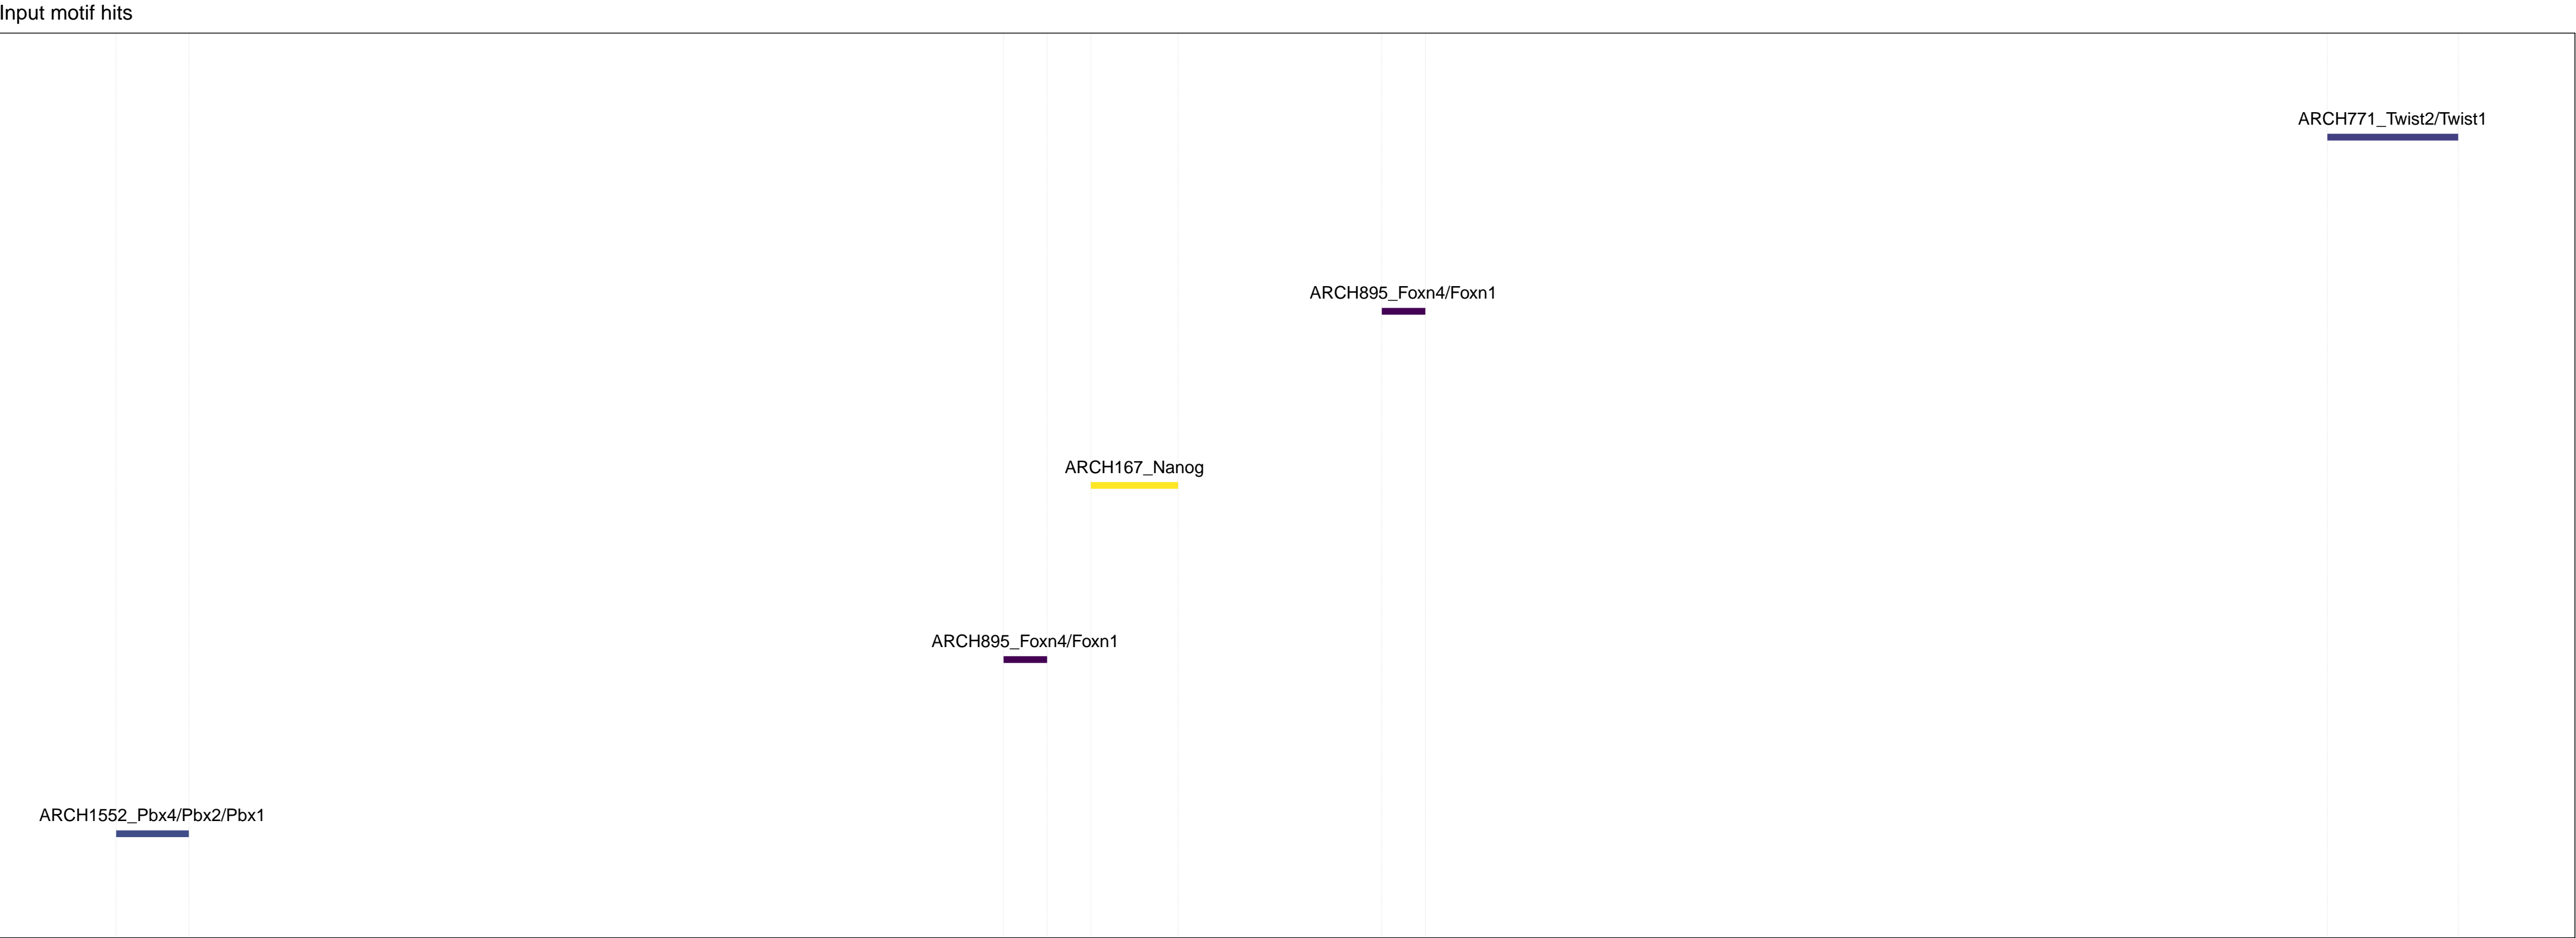 Input motif hits
ARCH771_Twist2/Twist1
ARCH895_Foxn4/Foxn1
ARCH167_Nanog
ARCH895_Foxn4/Foxn1
ARCH1552_Pbx4/Pbx2/Pbx1